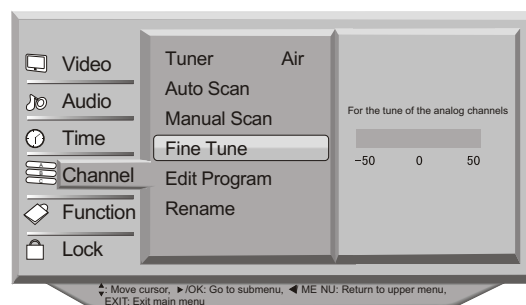 Video
Audio
Time
Channel
Function
Lock
Tuner Air
Auto Scan
Manual Scan
Fine Tune
Edit Program
Rename
For the tune of the analog channels
−50 0 50
: Move cursor, ▶/OK: Go to submenu, ◀ ME NU: Return to upper menu,
EXIT: Exit main menu